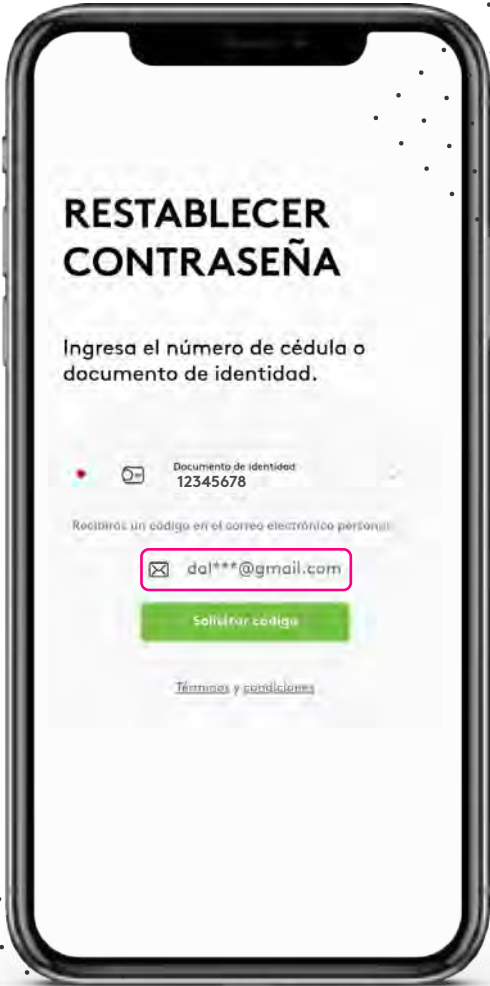 RESTABLECER
CONTRASEÑA
Ingresa el número de cédula o
documento de identidad.
Documento de identidad
12345678
Recibirás un código en el correo electrónico personal
dal***@gmail.com
Solicitar código
Términos y condiciones